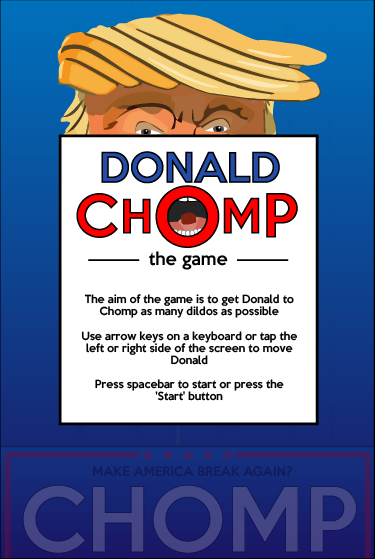 DONALD
CHOMP
the game
The aim of the game is to get Donald to
Chomp as many dildos as possible
Use arrow keys on a keyboard or tap the
left or right side of the screen to move
Donald
Press spacebar to start or press the
'Start' button
MAKE AMERICA BREAK AGAIN?
CHOMP